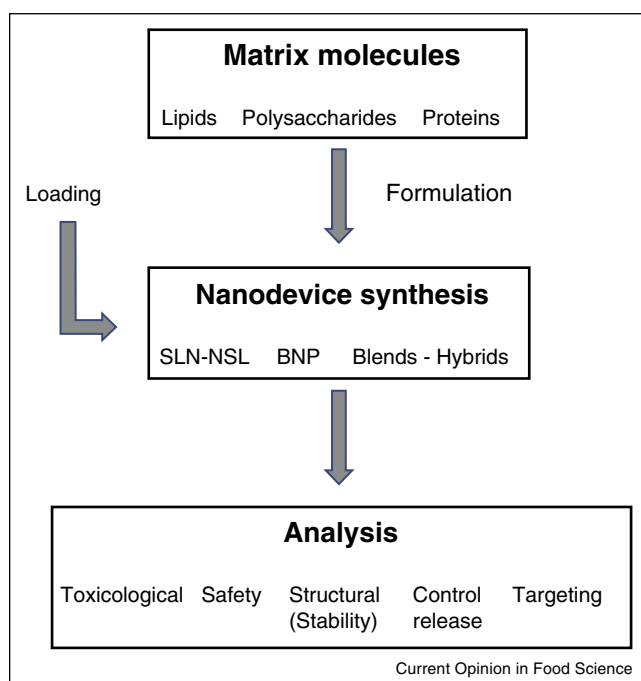 Matrix molecules
Lipids Polysaccharides Proteins
Loading
Formulation
Nanodevice synthesis
SLN-NSL BNP Blends - Hybrids
Analysis
Toxicological Safety Structural (Stability) Control release Targeting
Current Opinion in Food Science